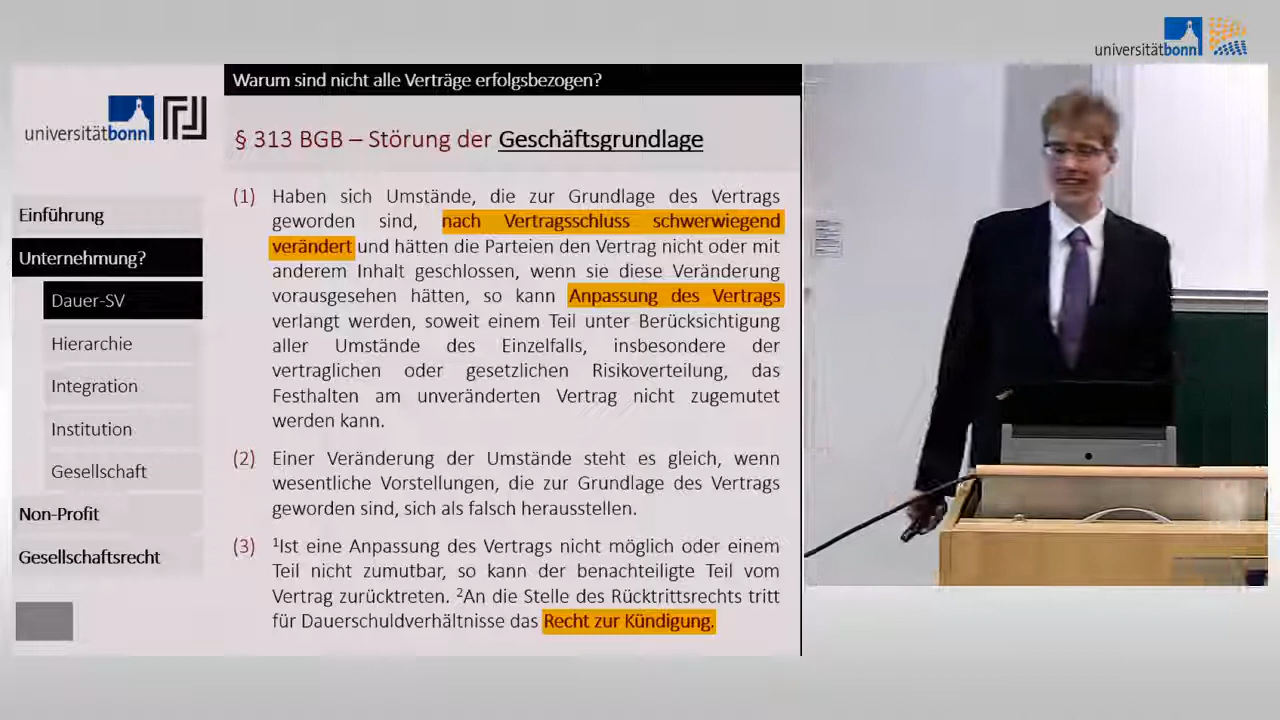 universitätbonn
Warum sind nicht alle Verträge erfolgsbezogen?
universitätbonn
§ 313 BGB – Störung der Geschäftsgrundlage
Einführung
Unternehmung?
Dauer-SV
Hierarchie
Integration
Institution
Gesellschaft
Non-Profit
Gesellschaftsrecht
(1) Haben sich Umstände, die zur Grundlage des Vertrags
geworden sind, nach Vertragsschluss schwerwiegend
verändert und hätten die Parteien den Vertrag nicht oder mit
anderem Inhalt geschlossen, wenn sie diese Veränderung
vorausgesehen hätten, so kann Anpassung des Vertrags
verlangt werden, soweit einem Teil unter Berücksichtigung
aller Umstände des Einzelfalls, insbesondere der
vertraglichen oder gesetzlichen Risikoverteilung, das
Festhalten am unveränderten Vertrag nicht zugemutet
werden kann.
(2) Einer Veränderung der Umstände steht es gleich, wenn
wesentliche Vorstellungen, die zur Grundlage des Vertrags
geworden sind, sich als falsch herausstellen.
(3) ¹Ist eine Anpassung des Vertrags nicht möglich oder einem
Teil nicht zumutbar, so kann der benachteiligte Teil vom
Vertrag zurücktreten. ²An die Stelle des Rücktrittsrechts tritt
für Dauerschuldverhältnisse das Recht zur Kündigung.